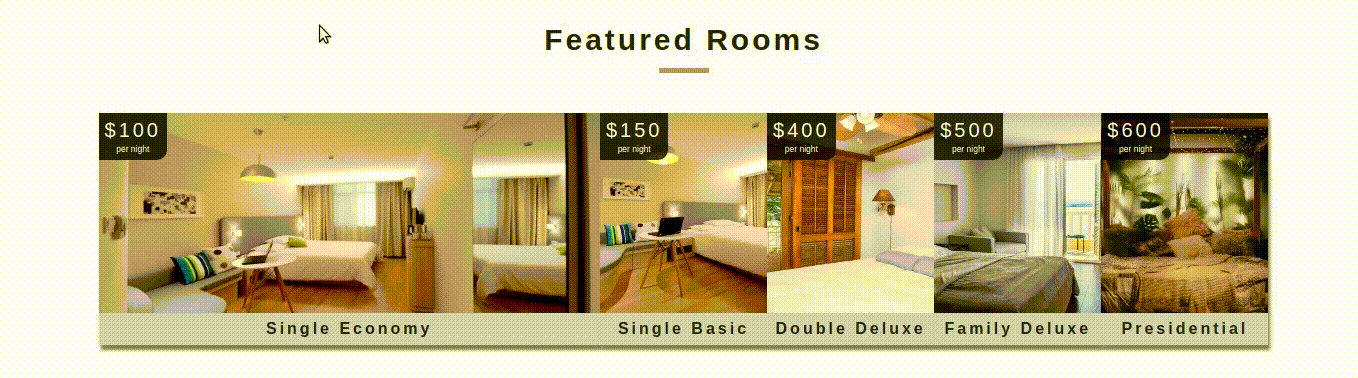 Featured Rooms
$100
per night
$150
per night
$400
per night
$500
per night
$600
per night
Single Economy
Single Basic
Double Deluxe
Family Deluxe
Presidential